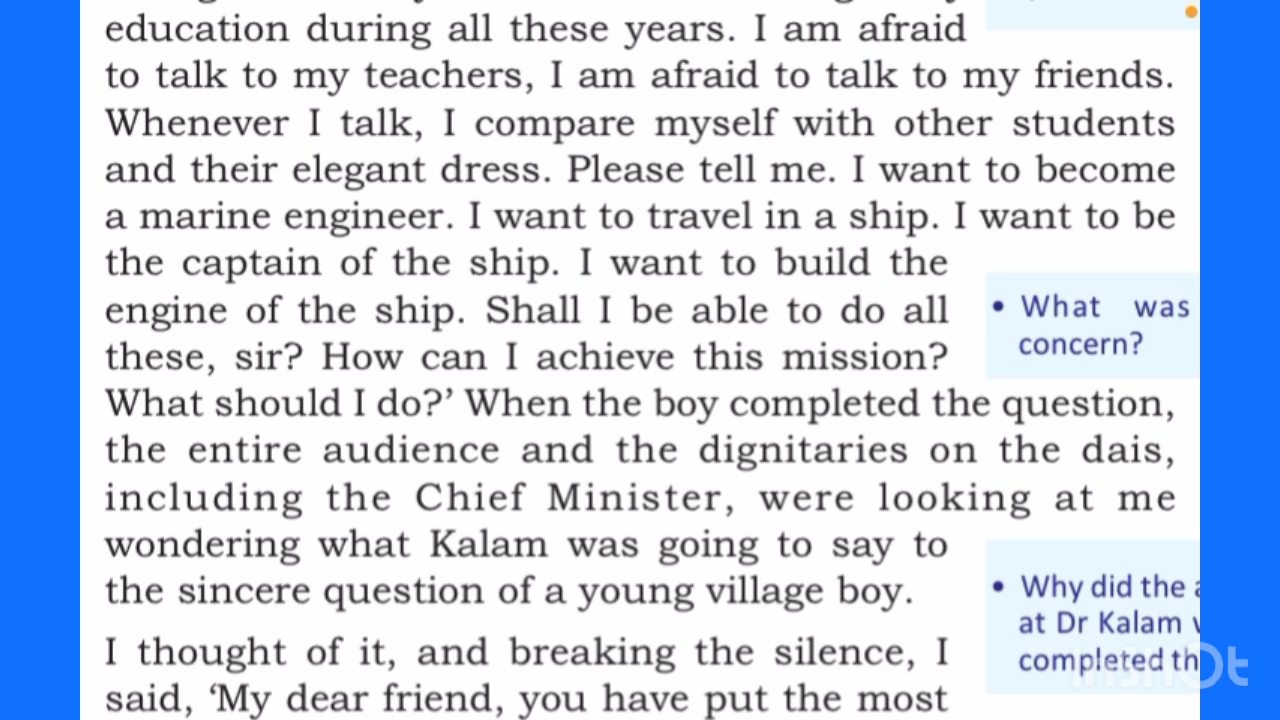 education during all these years. I am afraid
to talk to my teachers, I am afraid to talk to my friends.
Whenever I talk, I compare myself with other students
and their elegant dress. Please tell me. I want to become
a marine engineer. I want to travel in a ship. I want to be
the captain of the ship. I want to build the
engine of the ship. Shall I be able to do all
these, sir? How can I achieve this mission?
What should I do?’ When the boy completed the question,
the entire audience and the dignitaries on the dais,
including the Chief Minister, were looking at me
wondering what Kalam was going to say to
the sincere question of a young village boy.
I thought of it, and breaking the silence, I
said, ‘My dear friend, you have put the most
• What was
concern?
• Why did the
at Dr Kalam
completed th
inshot